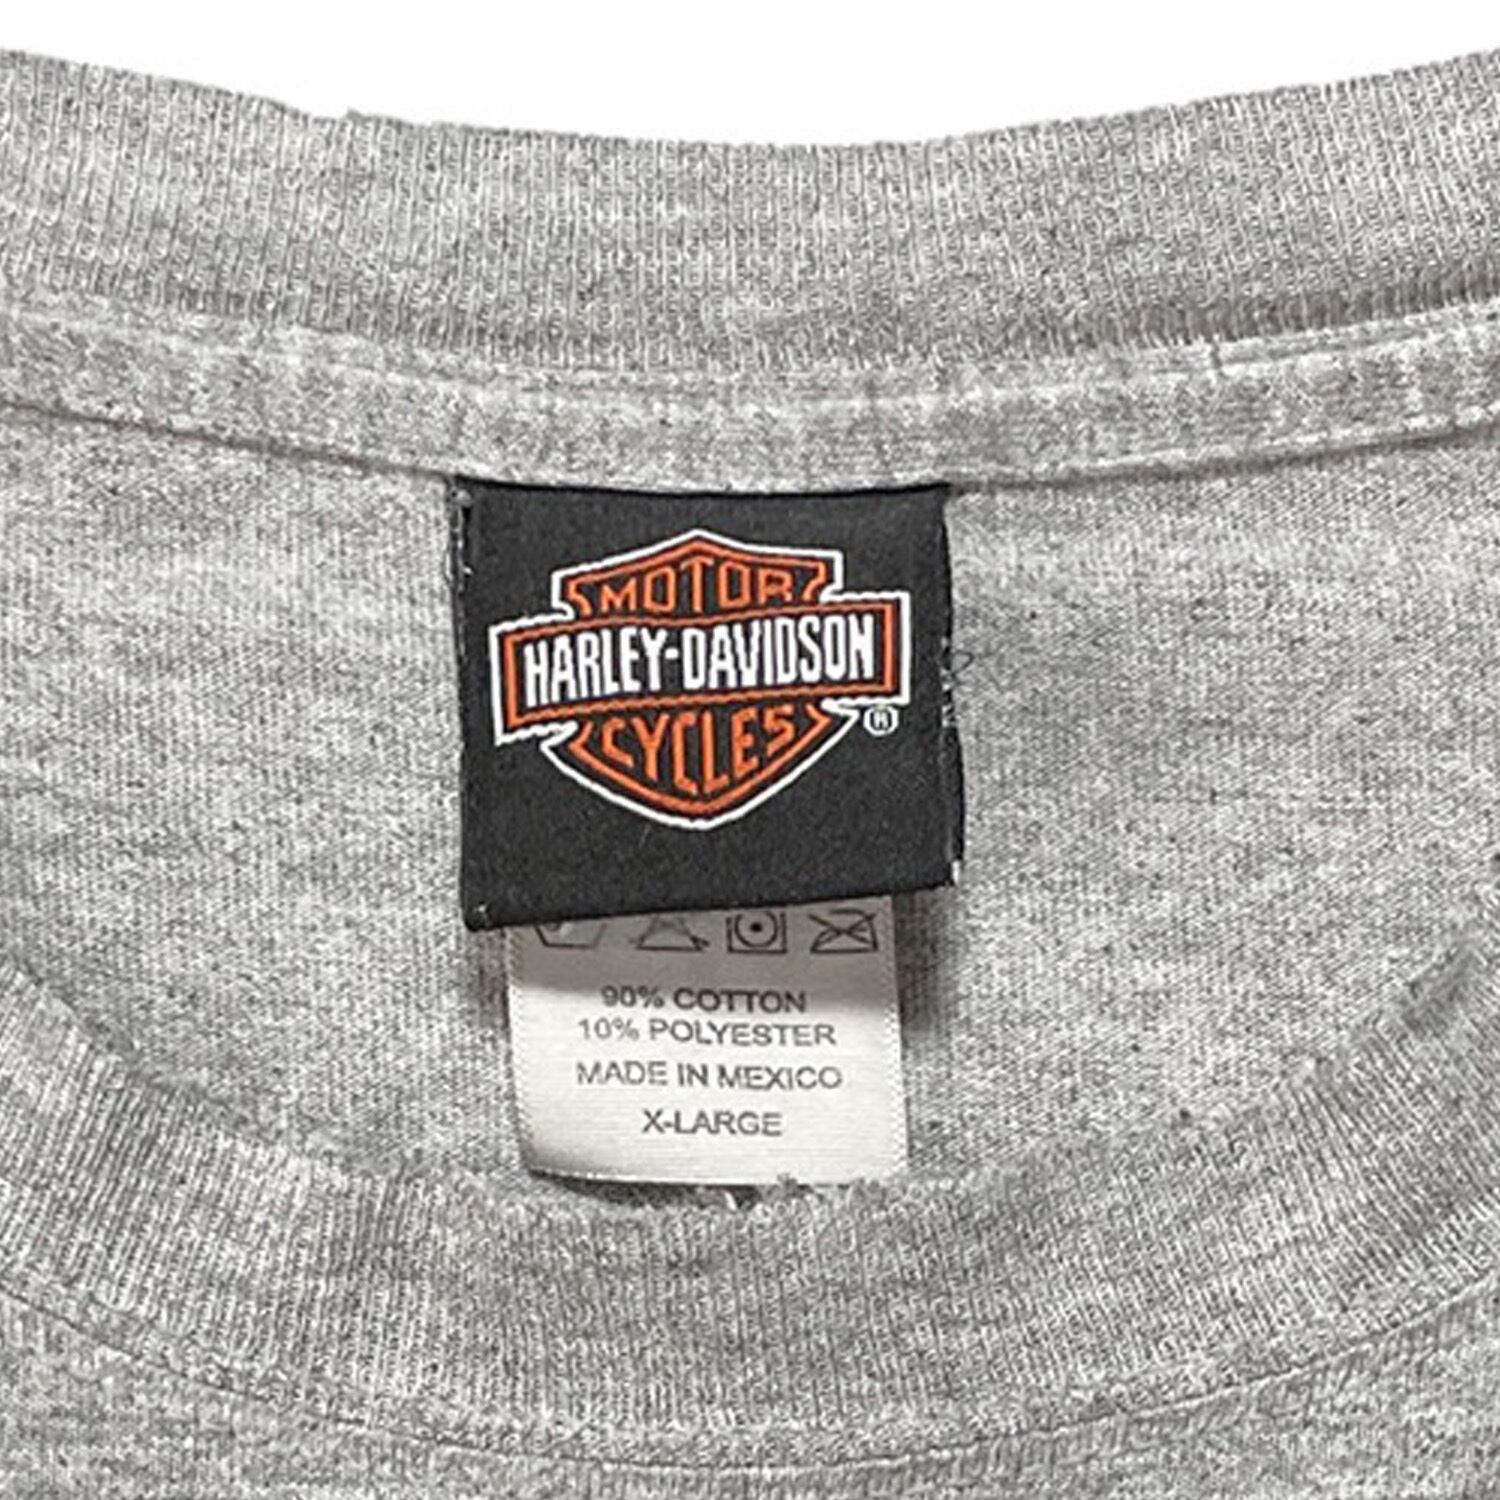 MOTOR
HARLEY-DAVIDSON
CYCLES
®
90% COTTON
10% POLYESTER
MADE IN MEXICO
X-LARGE